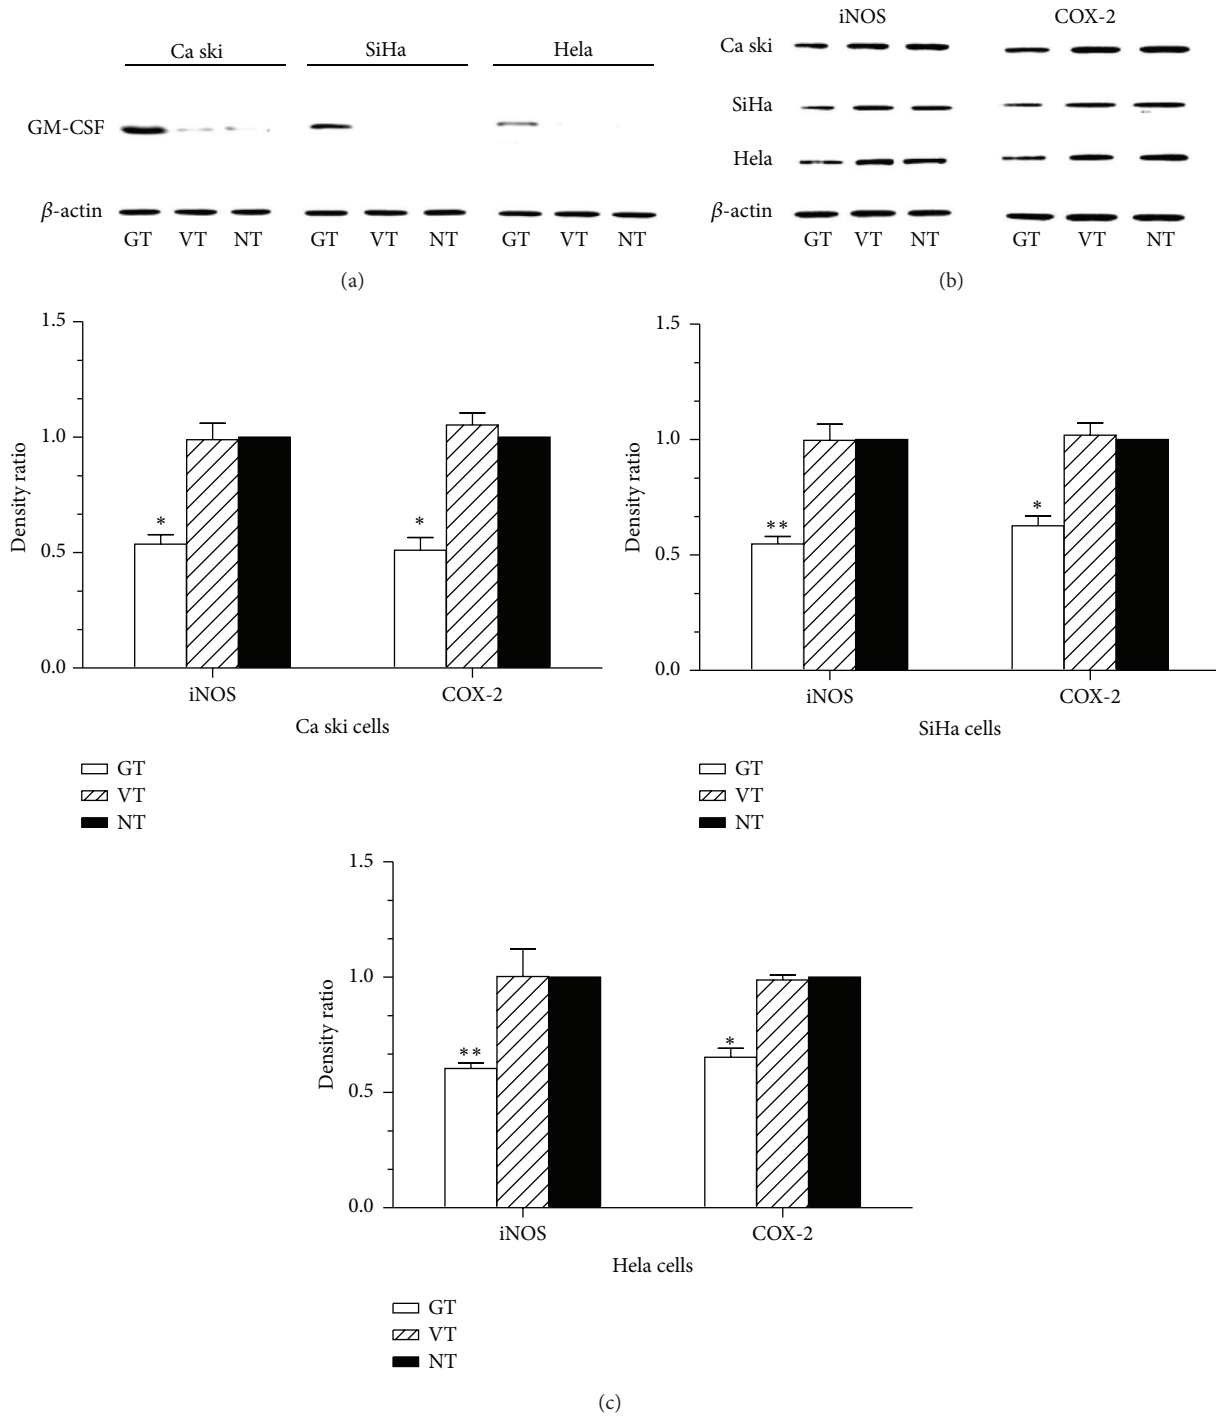 Ca ski SiHa Hela
GM-CSF
β-actin
GT VT NT GT VT NT GT VT NT
(a)
iNOS COX-2
Ca ski
SiHa
Hela
β-actin
GT VT NT GT VT NT
(b)
1.5
1.0
0.5
0.0
Density ratio
*
*
iNOS COX-2
Ca ski cells
GT
VT
NT
1.5
1.0
0.5
0.0
Density ratio
**
*
iNOS COX-2
SiHa cells
GT
VT
NT
1.5
1.0
0.5
0.0
Density ratio
**
*
iNOS COX-2
Hela cells
GT
VT
NT
(c)